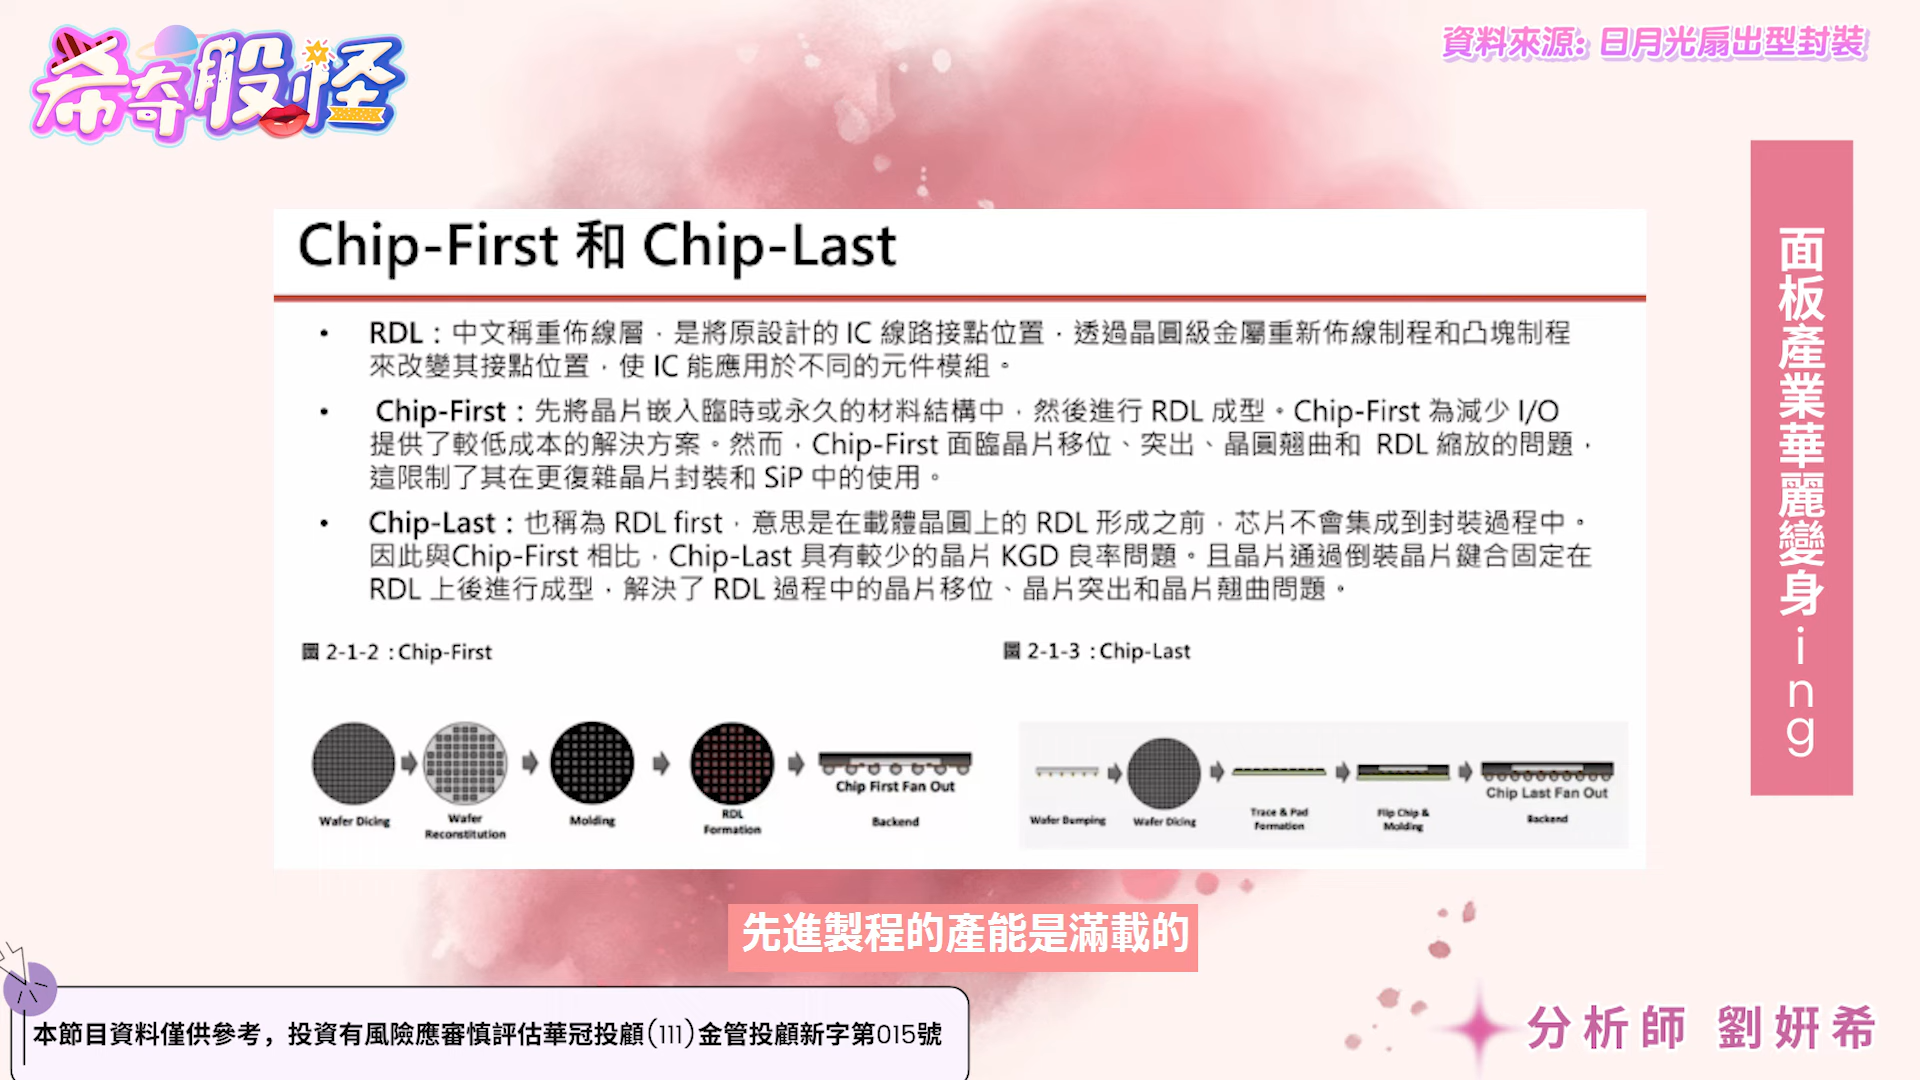 希奇股怪
資料來源: 日月光扇出型封裝
面板產業華麗變身ing
Chip-First 和 Chip-Last
• RDL：中文稱重佈線層，是將原設計的 IC 線路接點位置，透過晶圓級金屬重新佈線制程和凸塊制程
來改變其接點位置，使 IC 能應用於不同的元件模組。
• Chip-First：先將晶片嵌入臨時或永久的材料結構中，然後進行 RDL 成型。Chip-First 為減少 I/O
提供了較低成本的解決方案。然而，Chip-First 面臨晶片移位、突出、晶圓翹曲和 RDL 縮放的問題，
這限制了其在更復雜晶片封裝和 SiP 中的使用。
• Chip-Last：也稱為 RDL first，意思是在載體晶圓上的 RDL 形成之前，芯片不會集成到封裝過程中。
因此與Chip-First 相比，Chip-Last 具有較少的晶片 KGD 良率問題。且晶片通過倒裝晶片鍵合固定在
RDL 上後進行成型，解決了 RDL 過程中的晶片移位、晶片突出和晶片翹曲問題。
圖 2-1-2：Chip-First
圖 2-1-3：Chip-Last
Wafer Dicing
Wafer
Reconstitution
Molding
RDL
Formation
Chip First Fan Out
Backend
Wafer Bumping
Wafer Dicing
Trace & Pad
Formation
Flip Chip &
Molding
Chip Last Fan Out
Backend
先進製程的產能是滿載的
本節目資料僅供參考，投資有風險應審慎評估華冠投顧(111)金管投顧新字第015號
分析師 劉妍希